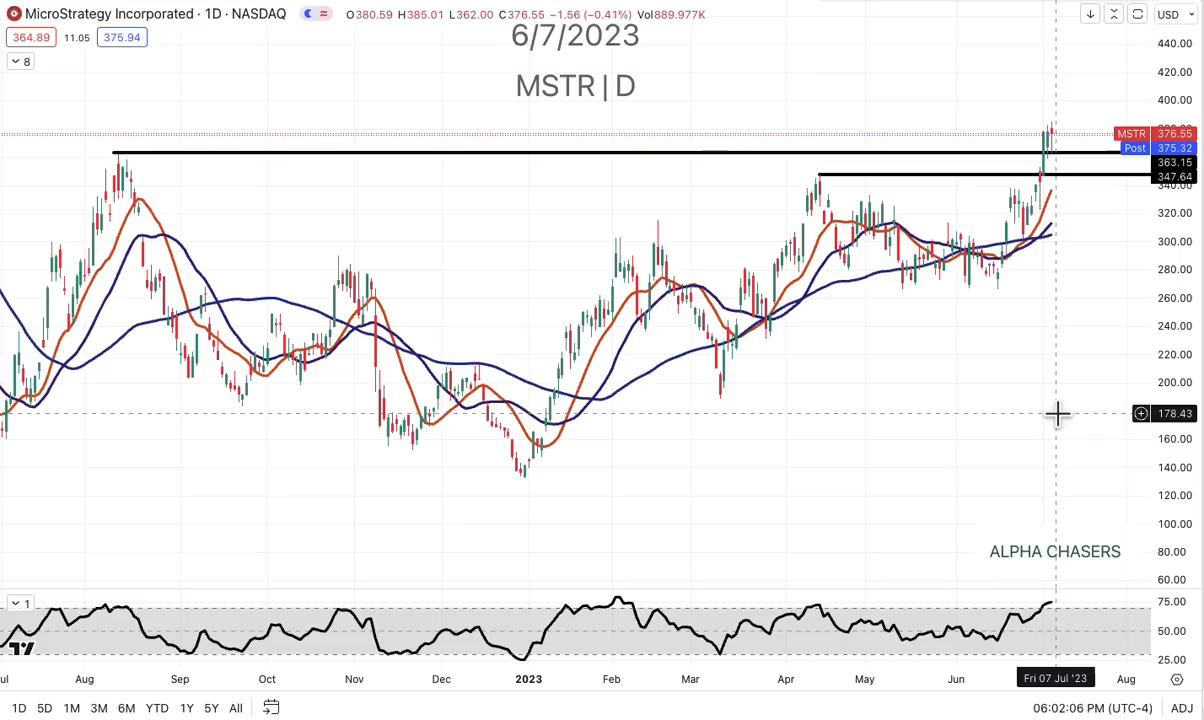 MicroStrategy Incorporated · 1D · NASDAQ
O380.59 H385.01 L362.00 C376.55 −1.56 (−0.41%) Vol889.977K
USD
364.89 11.05 375.94
8
6/7/2023
MSTR | D
440.00
420.00
400.00
MSTR 376.55
Post 375.32
363.15
347.64
340.00
320.00
300.00
280.00
260.00
240.00
220.00
200.00
178.43
160.00
140.00
120.00
100.00
ALPHA CHASERS
80.00
60.00
1
75.00
50.00
25.00
Aug Sep Oct Nov Dec 2023 Feb Mar Apr May Jun Fri 07 Jul '23 Aug
1D 5D 1M 3M 6M YTD 1Y 5Y All
06:02:06 PM (UTC-4) ADJ